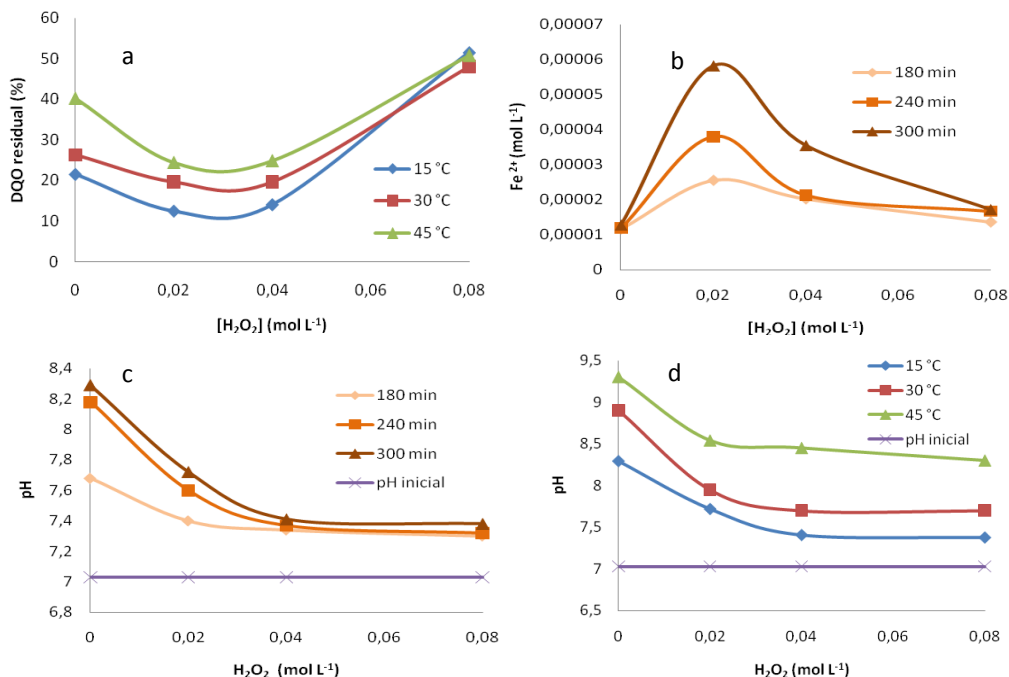 a
DQO residual (%)
60
50
40
30
20
10
0
0
0,02
0,04
0,06
0,08
[H₂O₂] (mol L⁻¹)
15 °C
30 °C
45 °C
b
Fe ²⁺ (mol L⁻¹)
0,00007
0,00006
0,00005
0,00004
0,00003
0,00002
0,00001
0
0
0,02
0,04
0,06
0,08
[H₂O₂] (mol L⁻¹)
180 min
240 min
300 min
c
pH
8,4
8,2
8
7,8
7,6
7,4
7,2
7
6,8
0
0,02
0,04
0,06
0,08
H₂O₂ (mol L⁻¹)
180 min
240 min
300 min
pH inicial
d
pH
9,5
9
8,5
8
7,5
7
6,5
0
0,02
0,04
0,06
0,08
H₂O₂ (mol L⁻¹)
15 °C
30 °C
45 °C
pH inicial